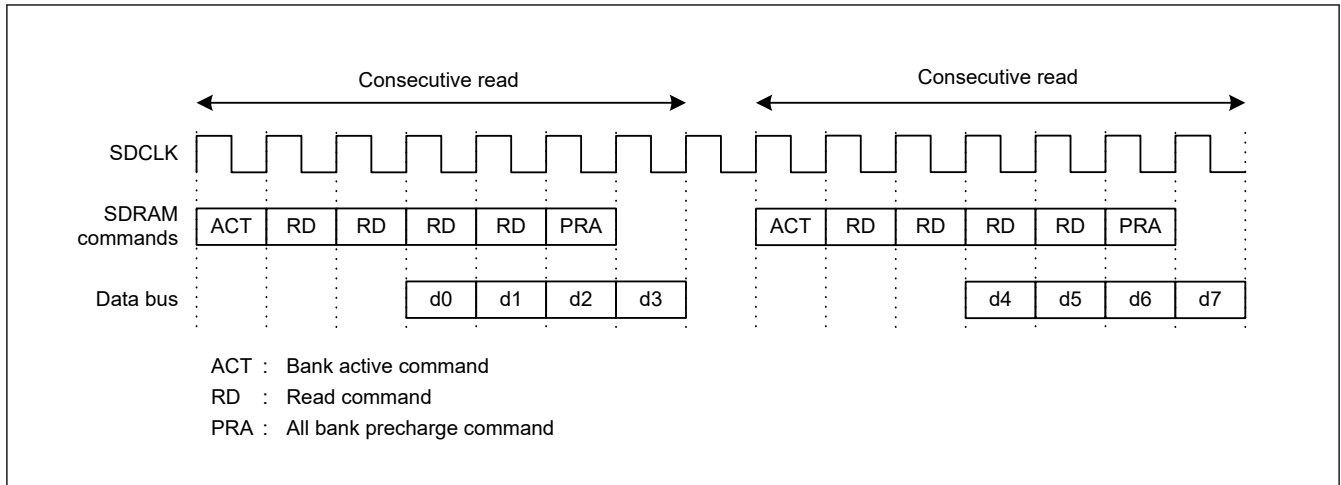 Consecutive read Consecutive read
SDCLK
SDRAM
commands
ACT RD RD RD RD PRA ACT RD RD RD RD PRA
Data bus d0 d1 d2 d3 d4 d5 d6 d7
ACT : Bank active command
RD : Read command
PRA : All bank precharge command